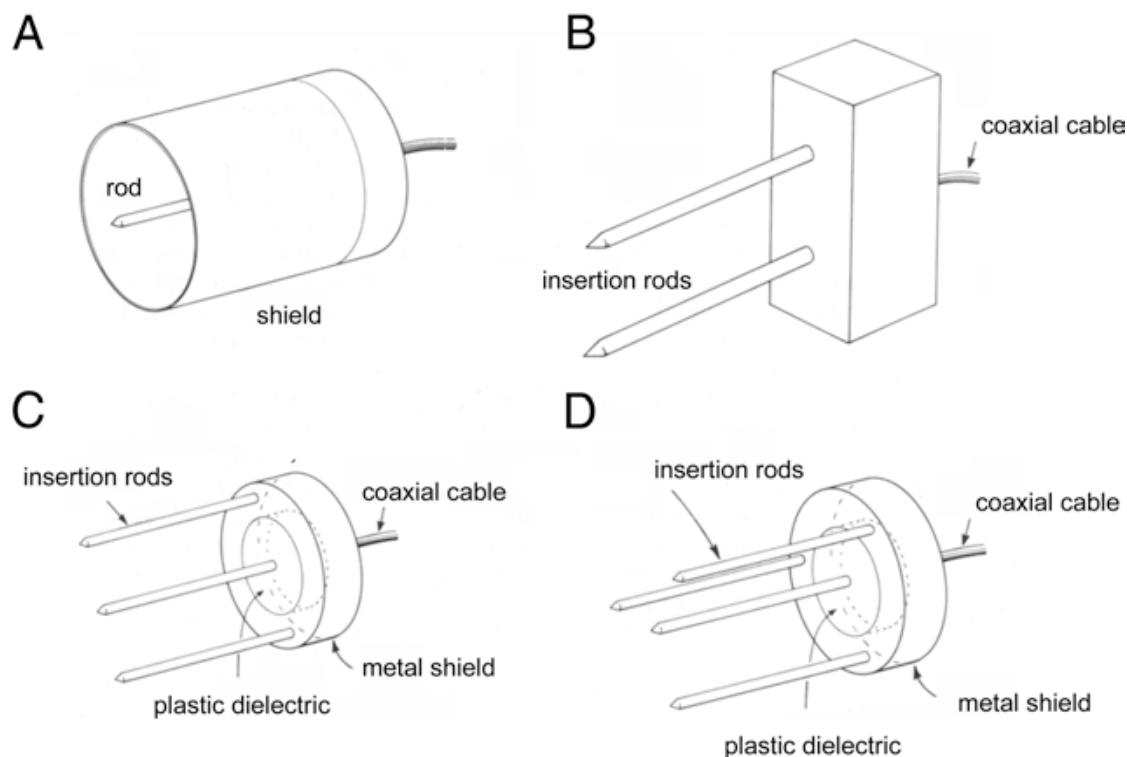 A
B
coaxial cable
rod
insertion rods
shield
C
D
insertion rods
insertion rods
coaxial cable
coaxial cable
metal shield
metal shield
plastic dielectric
plastic dielectric